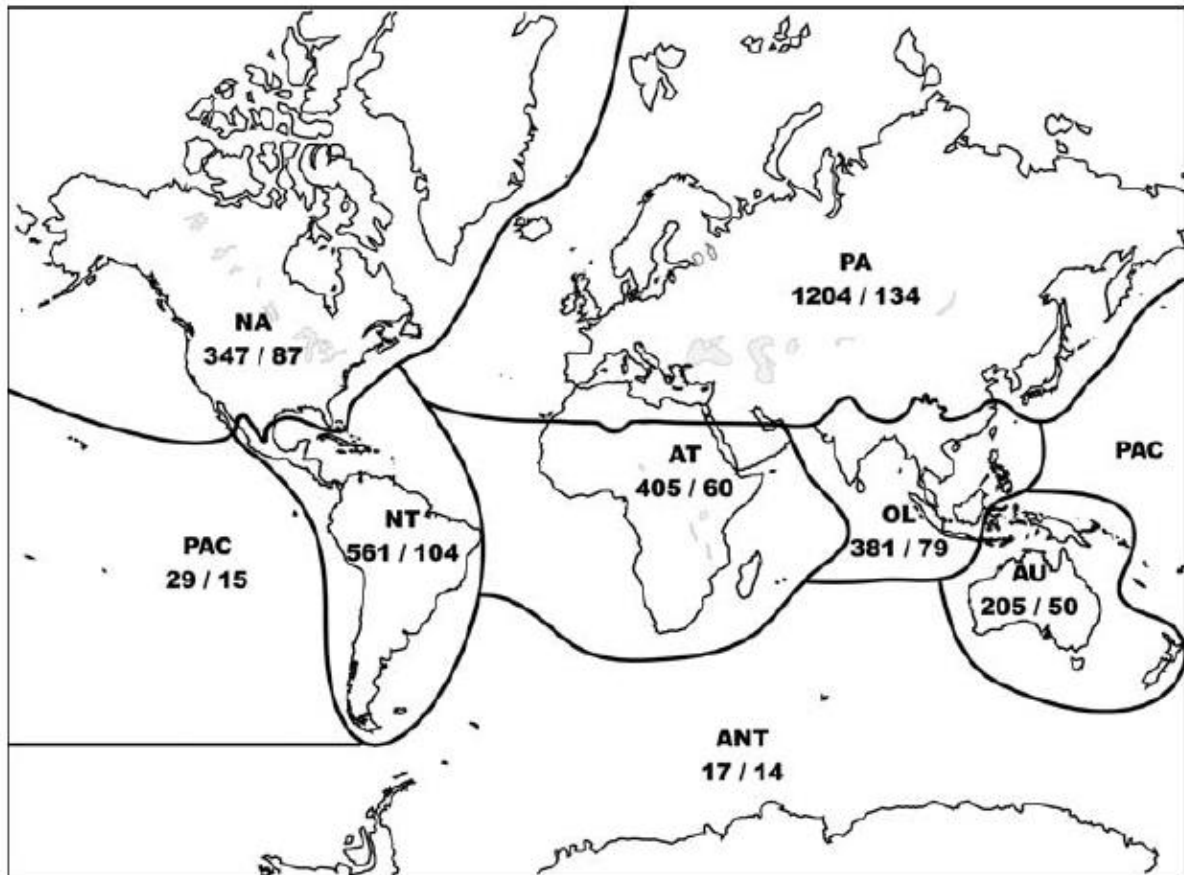 PA
1204 / 134
NA
347 / 87
AT
405 / 60
PAC
NT
561 / 104
OL
381 / 79
PAC
29 / 15
AU
205 / 50
ANT
17 / 14